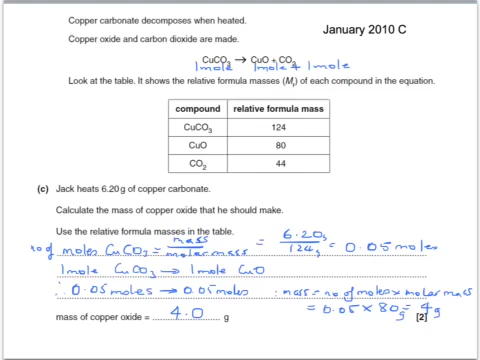 Copper carbonate decomposes when heated.
January 2010 C
Copper oxide and carbon dioxide are made.
CuCO₃ → CuO + CO₂
1mole 1mole + 1mole
Look at the table. It shows the relative formula masses (Mᵣ) of each compound in the equation.
compound relative formula mass
CuCO₃ 124
CuO 80
CO₂ 44
(c) Jack heats 6.20 g of copper carbonate.
Calculate the mass of copper oxide that he should make.
Use the relative formula masses in the table.
no of moles CuCO₃ = mass / molar mass = 6.20g / 124g = 0.05 moles
1mole CuCO₃ → 1mole CuO
∴ 0.05 moles → 0.05 moles ∴ mass = no of moles × molar mass
= 0.05 × 80g = 4g
mass of copper oxide = 4.0 g [2]